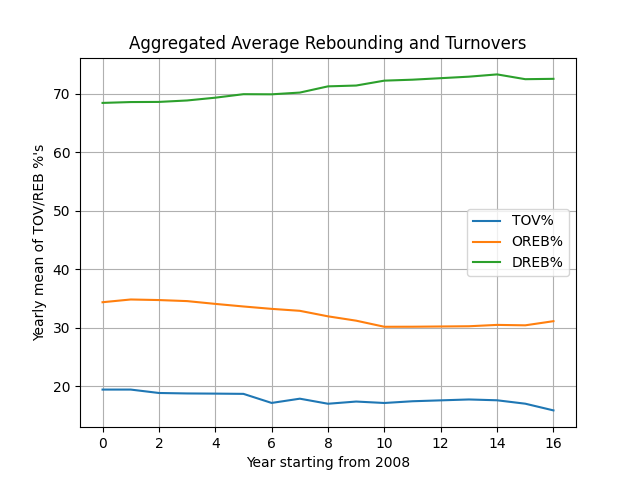 Aggregated Average Rebounding and Turnovers
Yearly mean of TOV/REB %'s
70
60
50
40
30
20
TOV%
OREB%
DREB%
0 2 4 6 8 10 12 14 16
Year starting from 2008